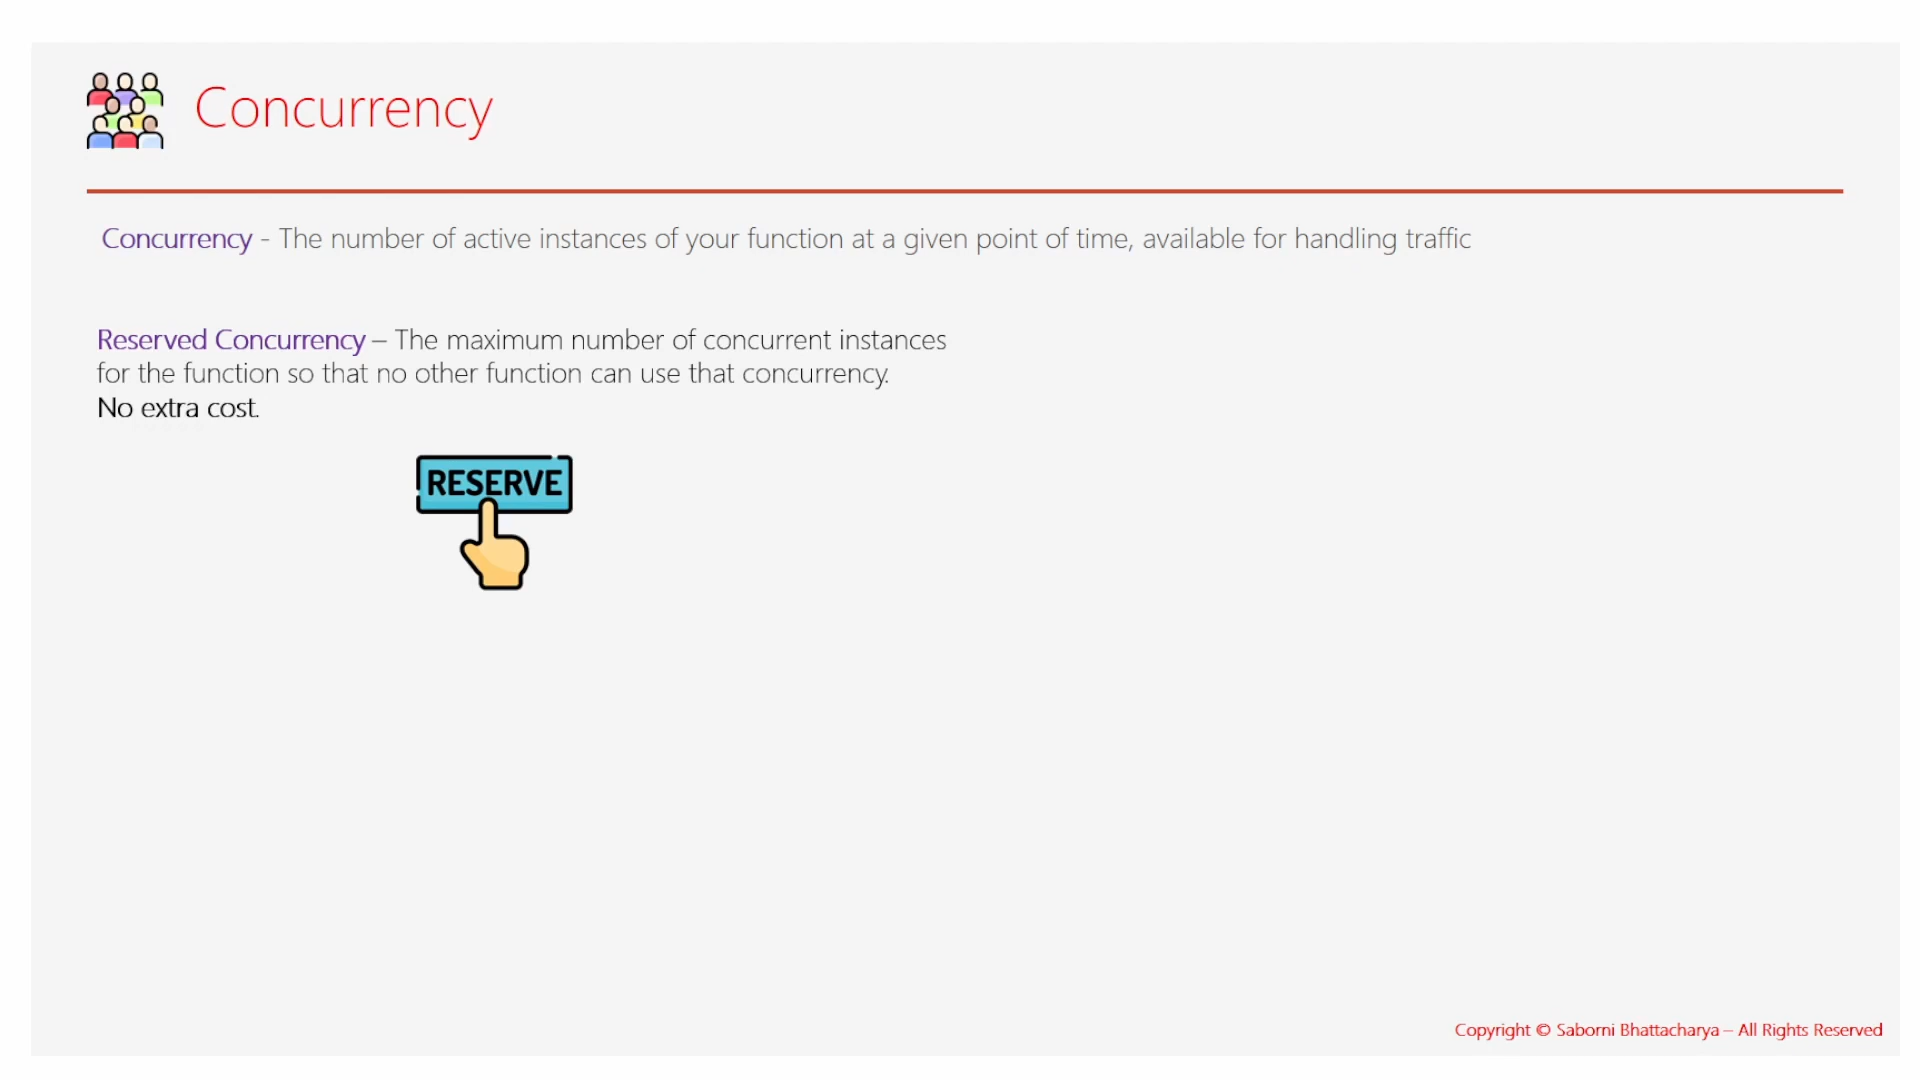 Concurrency
Concurrency - The number of active instances of your function at a given point of time, available for handling traffic
Reserved Concurrency – The maximum number of concurrent instances
for the function so that no other function can use that concurrency.
No extra cost.
RESERVE
Copyright © Saborni Bhattacharya – All Rights Reserved